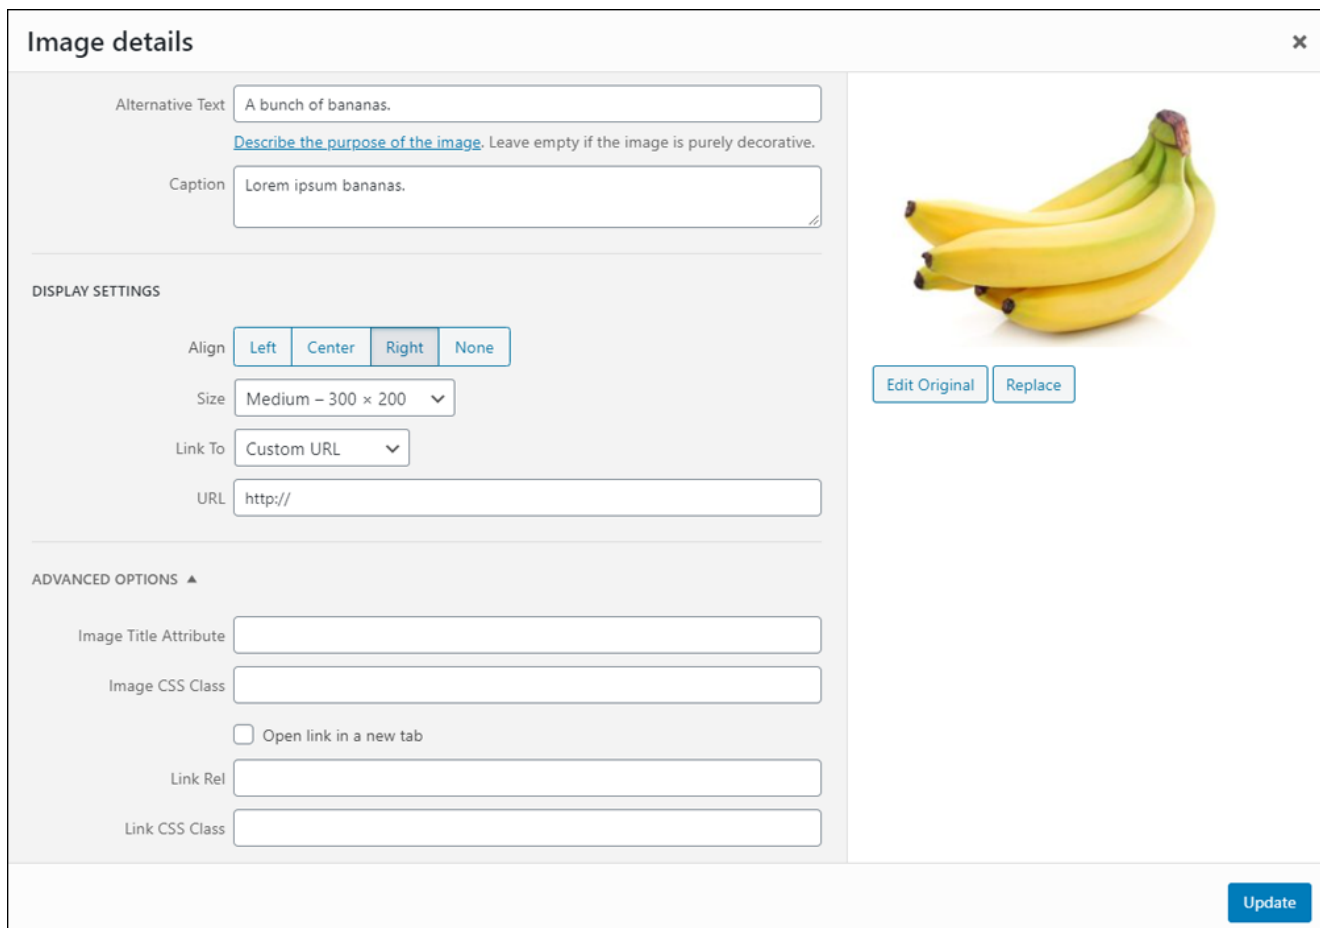 Image details
Alternative Text A bunch of bananas.
Describe the purpose of the image. Leave empty if the image is purely decorative.
Caption Lorem ipsum bananas.
DISPLAY SETTINGS
Align Left Center Right None
Size Medium – 300 × 200
Link To Custom URL
URL http://
ADVANCED OPTIONS
Image Title Attribute
Image CSS Class
Open link in a new tab
Link Rel
Link CSS Class
Edit Original Replace
Update